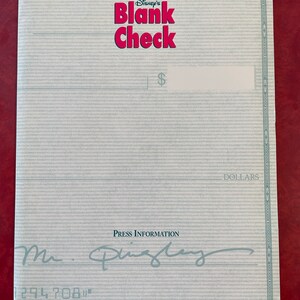 Disney's
Blank
Check
$
DOLLARS
PRESS INFORMATION
Mr. Quigley
294708"